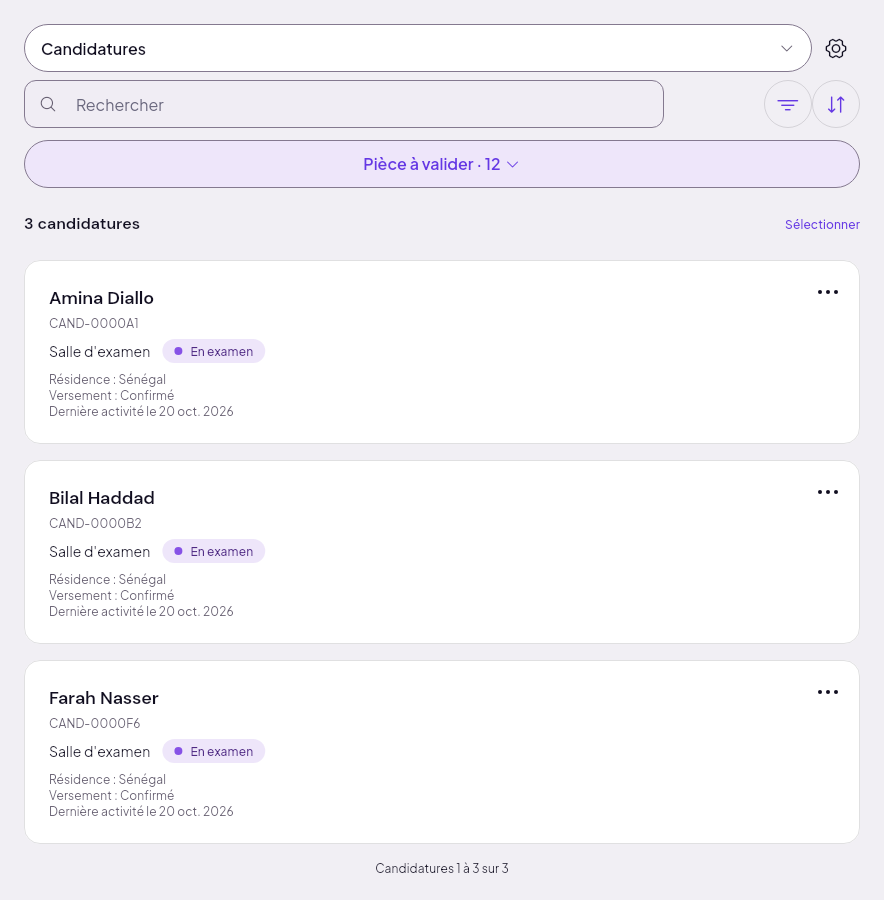 Candidatures
Rechercher
Pièce à valider · 12
3 candidatures
Sélectionner
Amina Diallo
CAND-0000A1
Salle d'examen
En examen
Résidence : Sénégal
Versement : Confirmé
Dernière activité le 20 oct. 2026
Bilal Haddad
CAND-0000B2
Salle d'examen
En examen
Résidence : Sénégal
Versement : Confirmé
Dernière activité le 20 oct. 2026
Farah Nasser
CAND-0000F6
Salle d'examen
En examen
Résidence : Sénégal
Versement : Confirmé
Dernière activité le 20 oct. 2026
Candidatures 1 à 3 sur 3